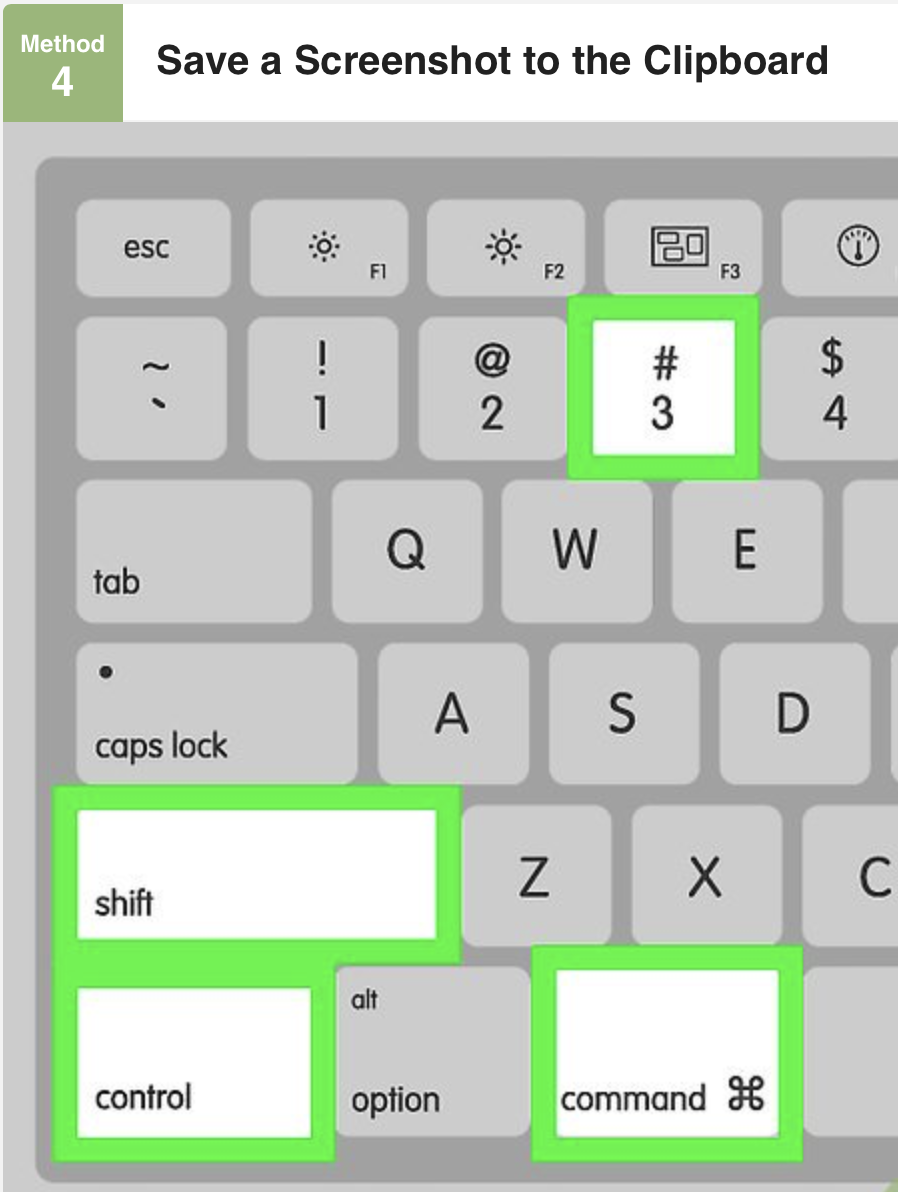 Method
4
Save a Screenshot to the Clipboard
esc
F1
F2
F3
~
`
!
1
@
2
#
3
$
4
tab
Q
W
E
caps lock
A
S
D
shift
Z
X
C
control
alt
option
command ⌘